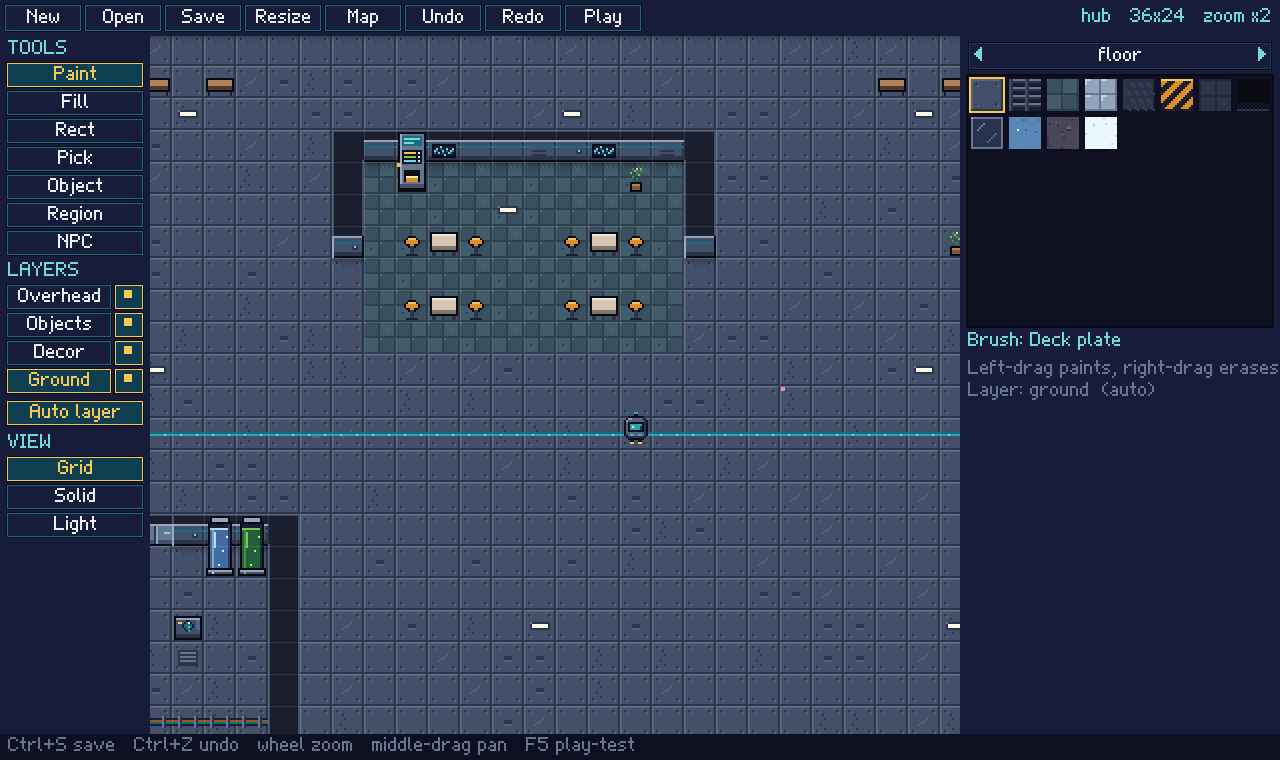 New Open Save Resize Map Undo Redo Play hub 36x24 zoom x2
TOOLS
Paint
Fill
Rect
Pick
Object
Region
NPC
LAYERS
Overhead
Objects
Decor
Ground
Auto layer
VIEW
Grid
Solid
Light
floor
Brush: Deck plate
Left-drag paints, right-drag erases
Layer: ground (auto)
Ctrl+S save Ctrl+Z undo wheel zoom middle-drag pan F5 play-test